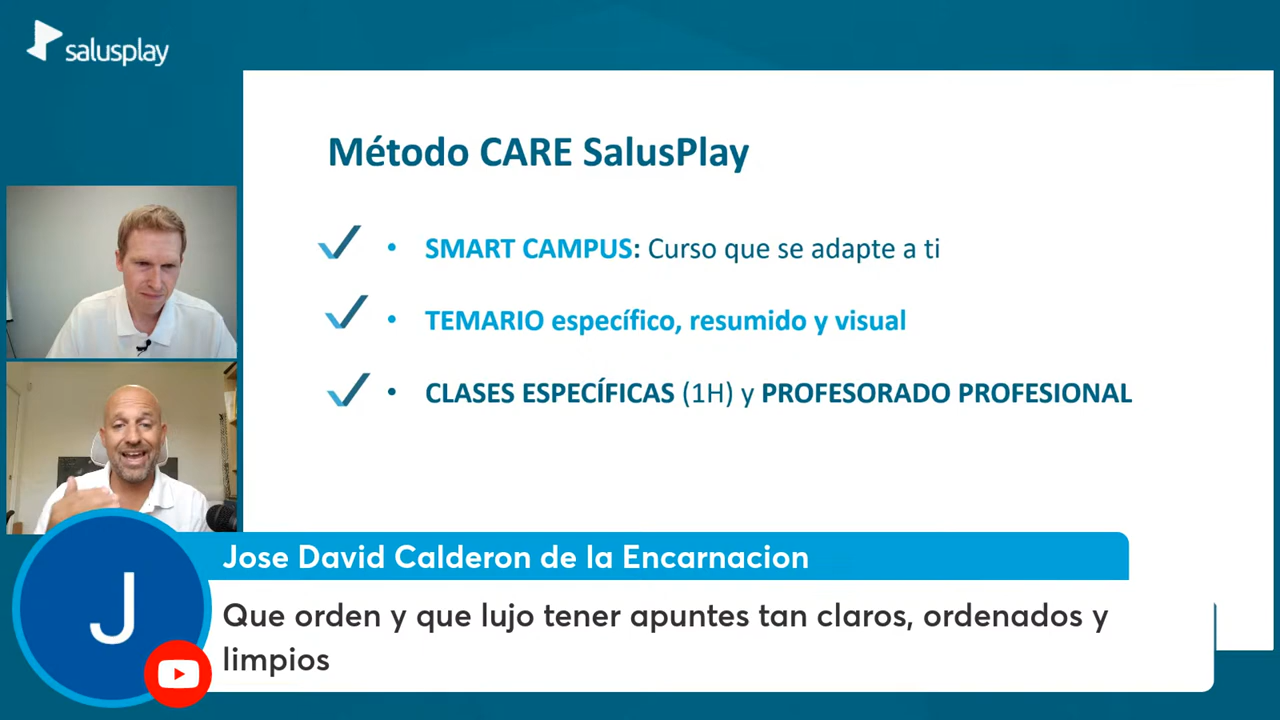 salusplay
Método CARE SalusPlay
• SMART CAMPUS: Curso que se adapte a ti
• TEMARIO específico, resumido y visual
• CLASES ESPECÍFICAS (1H) y PROFESORADO PROFESIONAL
J
Jose David Calderon de la Encarnacion
Que orden y que lujo tener apuntes tan claros, ordenados y
limpios